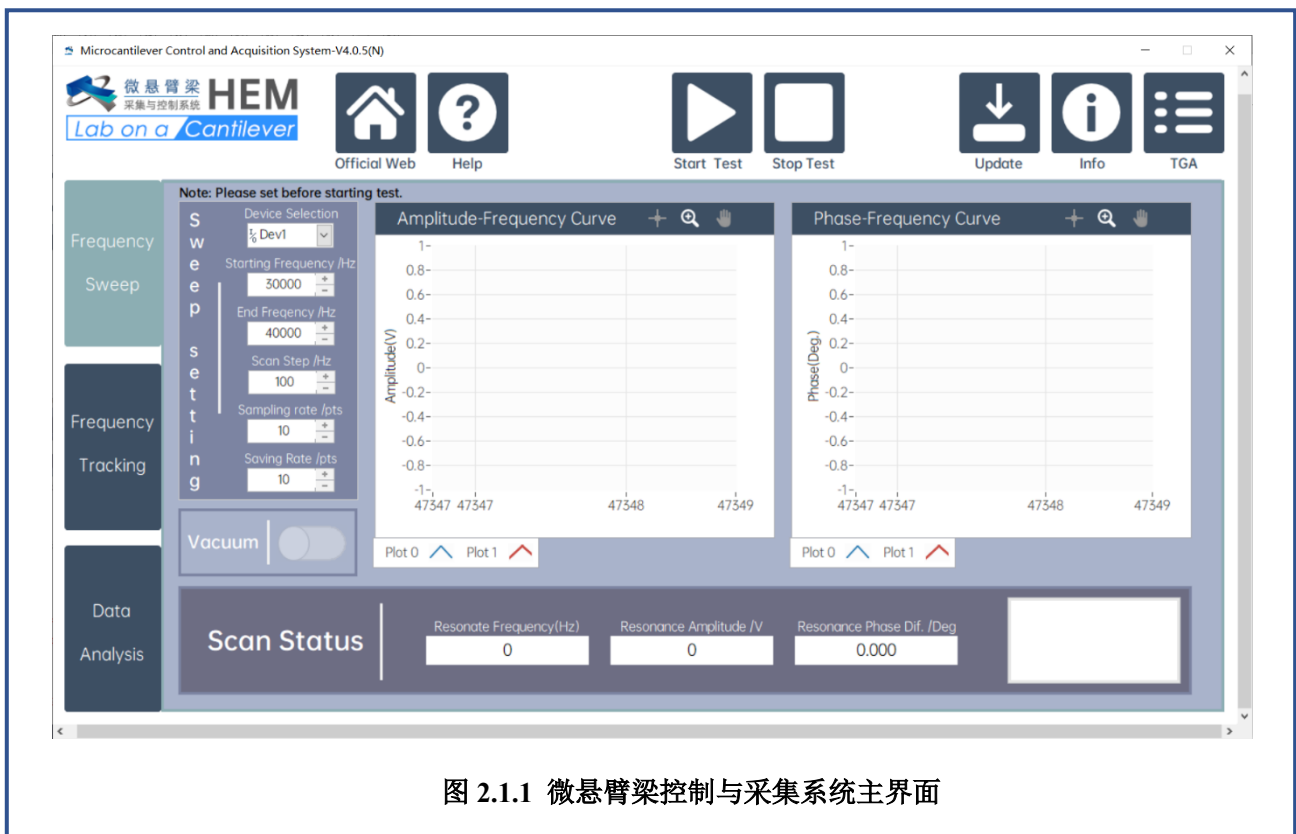 Microcantilever Control and Acquisition System-V4.0.5(N)
微悬臂梁
采集与控制系统
HEM
Lab on a Cantilever
Official Web
Help
Start Test
Stop Test
Update
Info
TGA
Note: Please set before starting test.
Frequency
Sweep
Frequency
Tracking
Data
Analysis
Sweep setting
Device Selection
Dev1
Starting Frequency /Hz
30000
End Freqency /Hz
40000
Scan Step /Hz
100
Sampling rate /pts
10
Saving Rate /pts
10
Vacuum
Amplitude-Frequency Curve
Amplitude(V)
1
0.8
0.6
0.4
0.2
0
-0.2
-0.4
-0.6
-0.8
-1
47347 47347 47348 47349
Plot 0 Plot 1
Phase-Frequency Curve
Phase(Deg.)
1
0.8
0.6
0.4
0.2
0
-0.2
-0.4
-0.6
-0.8
-1
47347 47347 47348 47349
Plot 0 Plot 1
Scan Status
Resonate Frequency(Hz)
0
Resonance Amplitude /V
0
Resonance Phase Dif. /Deg
0.000
图 2.1.1 微悬臂梁控制与采集系统主界面